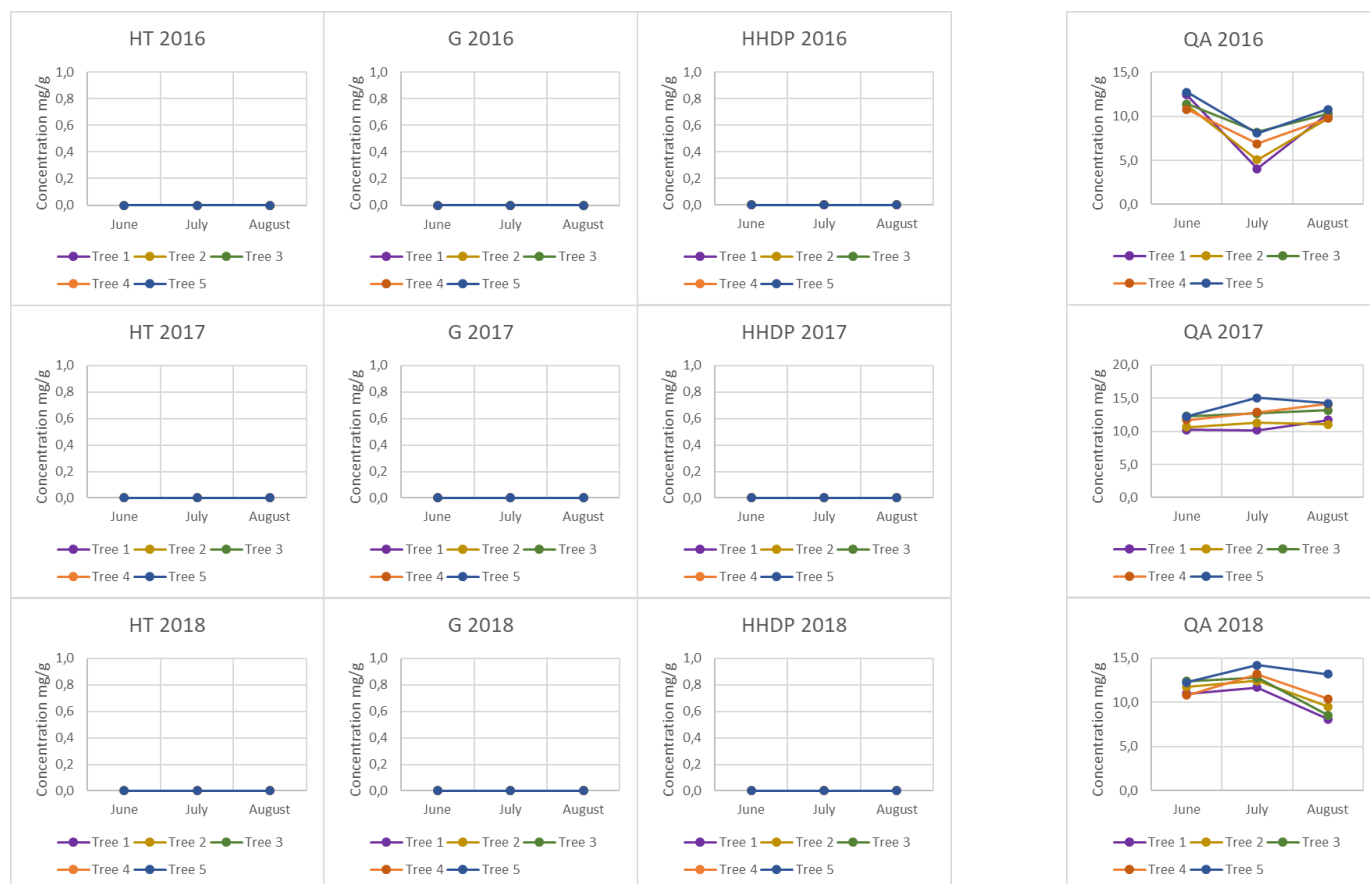 HT 2016
Concentration mg/g
1,0
0,8
0,6
0,4
0,2
0,0
June July August
Tree 1 Tree 2 Tree 3
Tree 4 Tree 5
G 2016
Concentration mg/g
1,0
0,8
0,6
0,4
0,2
0,0
June July August
Tree 1 Tree 2 Tree 3
Tree 4 Tree 5
HHDP 2016
Concentration mg/g
1,0
0,8
0,6
0,4
0,2
0,0
June July August
Tree 1 Tree 2 Tree 3
Tree 4 Tree 5
QA 2016
Concentration mg/g
15,0
10,0
5,0
0,0
June July August
Tree 1 Tree 2 Tree 3
Tree 4 Tree 5
HT 2017
Concentration mg/g
1,0
0,8
0,6
0,4
0,2
0,0
June July August
Tree 1 Tree 2 Tree 3
Tree 4 Tree 5
G 2017
Concentration mg/g
1,0
0,8
0,6
0,4
0,2
0,0
June July August
Tree 1 Tree 2 Tree 3
Tree 4 Tree 5
HHDP 2017
Concentration mg/g
1,0
0,8
0,6
0,4
0,2
0,0
June July August
Tree 1 Tree 2 Tree 3
Tree 4 Tree 5
QA 2017
Concentration mg/g
20,0
15,0
10,0
5,0
0,0
June July August
Tree 1 Tree 2 Tree 3
Tree 4 Tree 5
HT 2018
Concentration mg/g
1,0
0,8
0,6
0,4
0,2
0,0
June July August
Tree 1 Tree 2 Tree 3
Tree 4 Tree 5
G 2018
Concentration mg/g
1,0
0,8
0,6
0,4
0,2
0,0
June July August
Tree 1 Tree 2 Tree 3
Tree 4 Tree 5
HHDP 2018
Concentration mg/g
1,0
0,8
0,6
0,4
0,2
0,0
June July August
Tree 1 Tree 2 Tree 3
Tree 4 Tree 5
QA 2018
Concentration mg/g
15,0
10,0
5,0
0,0
June July August
Tree 1 Tree 2 Tree 3
Tree 4 Tree 5